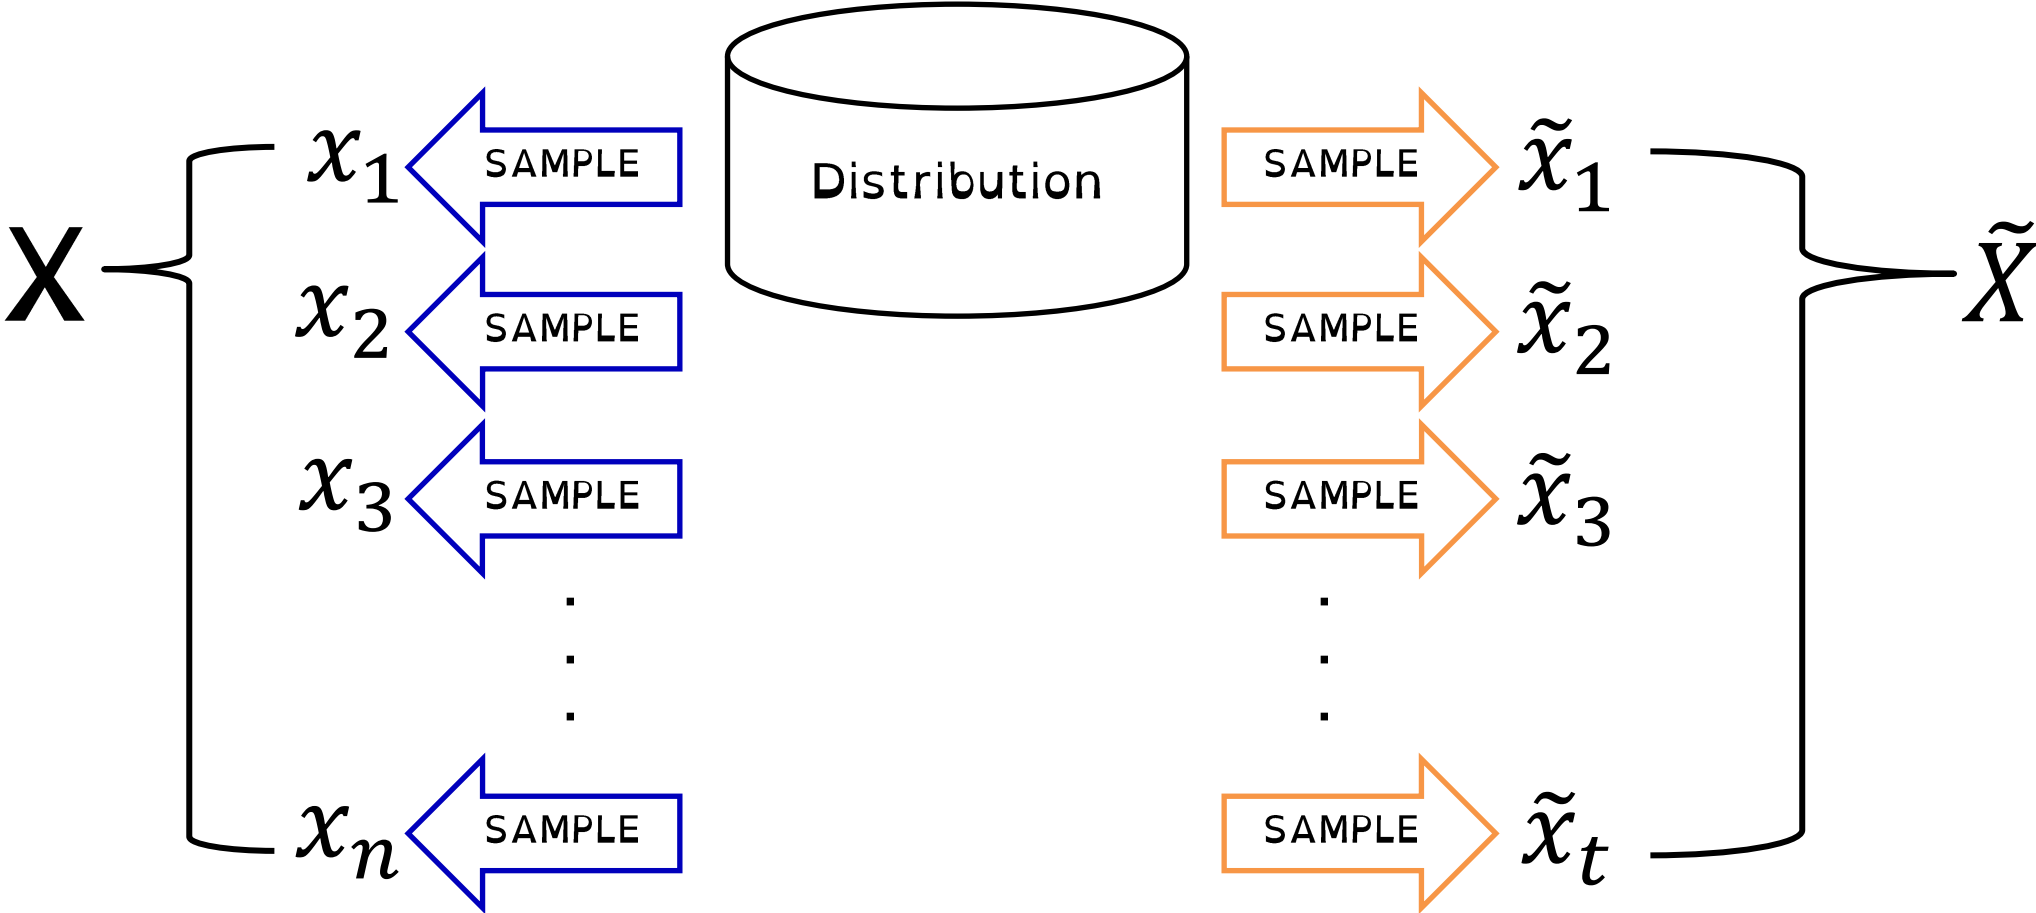 Distribution
X
x₁ SAMPLE SAMPLE x̃₁
x₂ SAMPLE SAMPLE x̃₂
x₃ SAMPLE SAMPLE x̃₃
. .
. .
. .
xₙ SAMPLE SAMPLE x̃ₜ
X̃